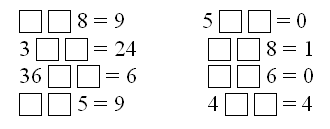 □ □ 8 = 9 5 □ □ = 0
3 □ □ = 24 □ □ 8 = 1
36 □ □ = 6 □ □ 6 = 0
□ □ 5 = 9 4 □ □ = 4